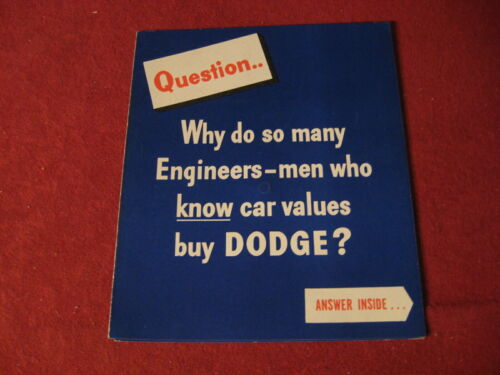 Question..
Why do so many
Engineers-men who
know car values
buy DODGE?
ANSWER INSIDE...